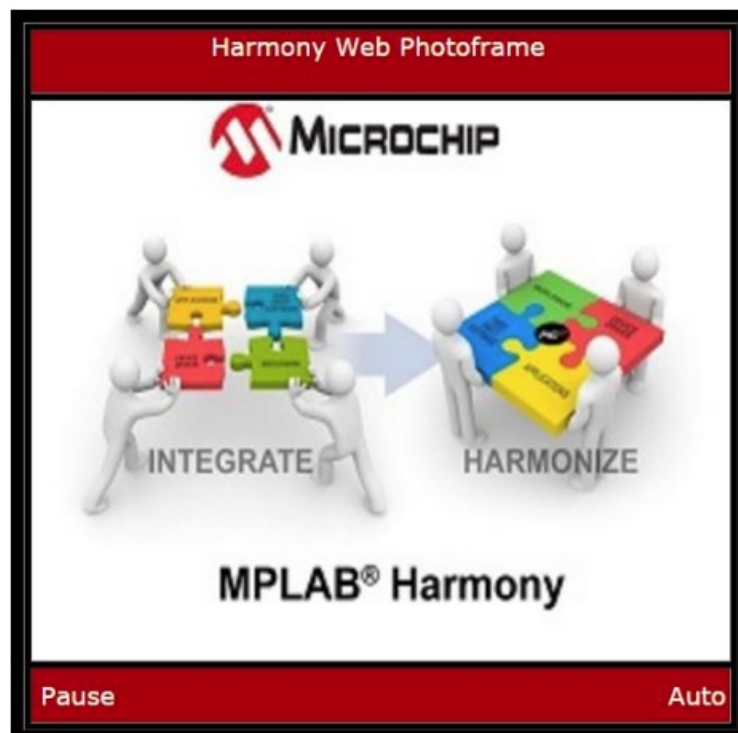 Harmony Web Photoframe
MICROCHIP
INTEGRATE
HARMONIZE
MPLAB® Harmony
Pause
Auto